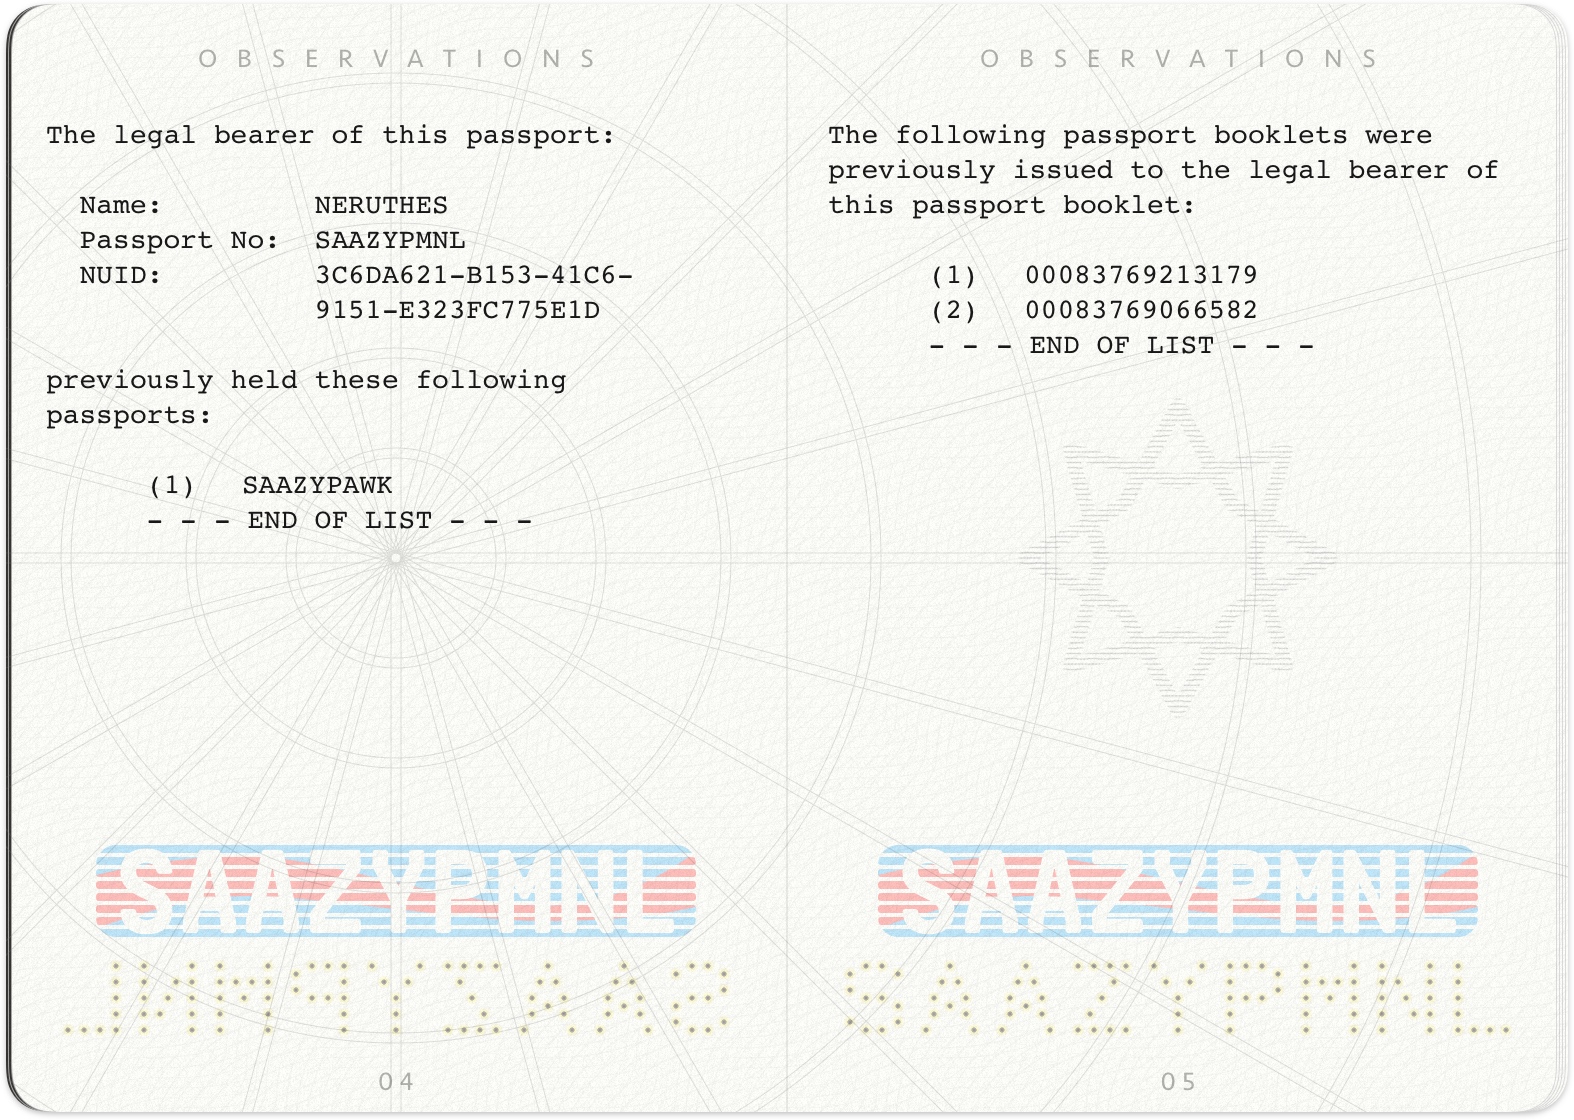 OBSERVATIONS
The legal bearer of this passport:
Name: NERUTHES
Passport No: SAAZYPMNL
NUID: 3C6DA621-B153-41C6-
9151-E323FC775E1D
previously held these following
passports:
(1) SAAZYPAWK
- - - END OF LIST - - -
SAAZYPMNL
SAAZYPMNL
04
OBSERVATIONS
The following passport booklets were
previously issued to the legal bearer of
this passport booklet:
(1) 00083769213179
(2) 00083769066582
- - - END OF LIST - - -
SAAZYPMNL
SAAZYPMNL
05